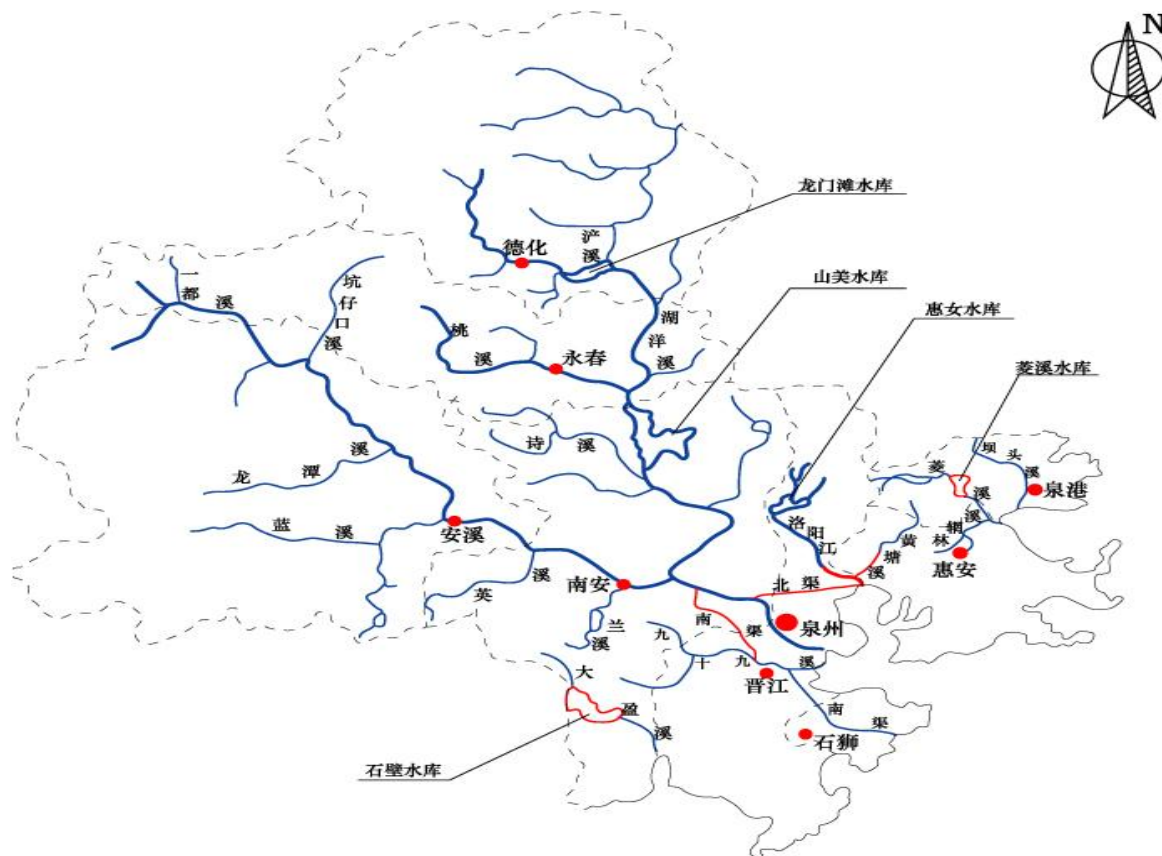 N
龙门滩水库
浐溪
德化
山美水库
一都溪
坑仔口溪
惠女水库
湖洋溪
桃溪
永春
菱溪水库
诗溪
坝头溪
龙潭溪
菱溪
泉港
蓝溪
洛阳江
安溪
黄塘溪
林辋溪
惠安
英溪
南安
北渠
兰溪
南渠
泉州
九十九溪
大盈溪
晋江
南渠
石狮
石壁水库